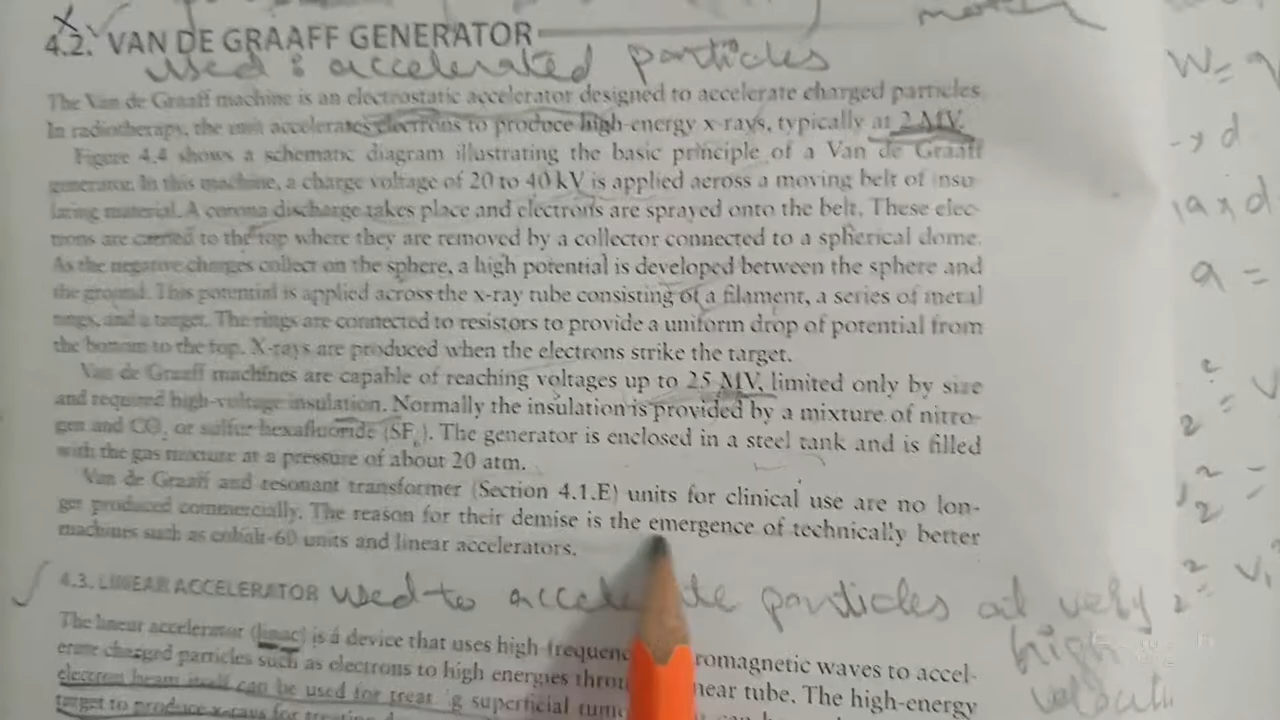 4.2. VAN DE GRAAFF GENERATOR
used : accelerated particles
The Van de Graaff machine is an electrostatic accelerator designed to accelerate charged particles.
In radiotherapy, the unit accelerates electrons to produce high-energy x-rays, typically at 2 MV.
Figure 4.4 shows a schematic diagram illustrating the basic principle of a Van de Graaff
generator. In this machine, a charge voltage of 20 to 40 kV is applied across a moving belt of insu-
lating material. A corona discharge takes place and electrons are sprayed onto the belt. These elec-
trons are carried to the top where they are removed by a collector connected to a spherical dome.
As the negative charges collect on the sphere, a high potential is developed between the sphere and
the ground. This potential is applied across the x-ray tube consisting of a filament, a series of metal
rings, and a target. The rings are connected to resistors to provide a uniform drop of potential from
the bottom to the top. X-rays are produced when the electrons strike the target.
Van de Graaff machines are capable of reaching voltages up to 25 MV, limited only by size
and required high-voltage insulation. Normally the insulation is provided by a mixture of nitro-
gen and CO₂ or sulfur hexafluoride (SF₆). The generator is enclosed in a steel tank and is filled
with the gas mixture at a pressure of about 20 atm.
Van de Graaff and resonant transformer (Section 4.1.E) units for clinical use are no lon-
ger produced commercially. The reason for their demise is the emergence of technically better
machines such as cobalt-60 units and linear accelerators.
4.3. LINEAR ACCELERATOR used to accelerate particles at very
high
The linear accelerator (linac) is a device that uses high-frequenc romagnetic waves to accel-
erate charged particles such as electrons to high energies throu near tube. The high-energy
electron beam itself can be used for treat g superficial tumo
target to produce x-rays for treating
W =
- x d
a x d
a =